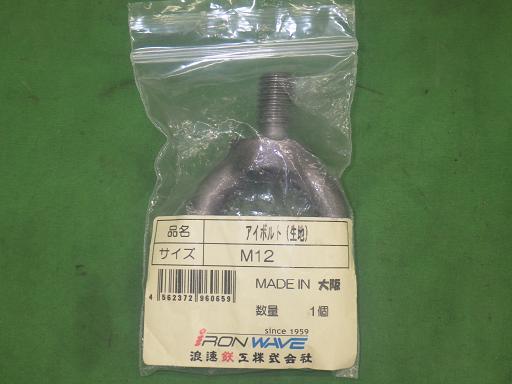 品名 アイボルト(生地)
サイズ M12
MADE IN 大阪
4 562372 960659
数量 1個
since 1959
iRON WAVE
浪速鉄工株式会社